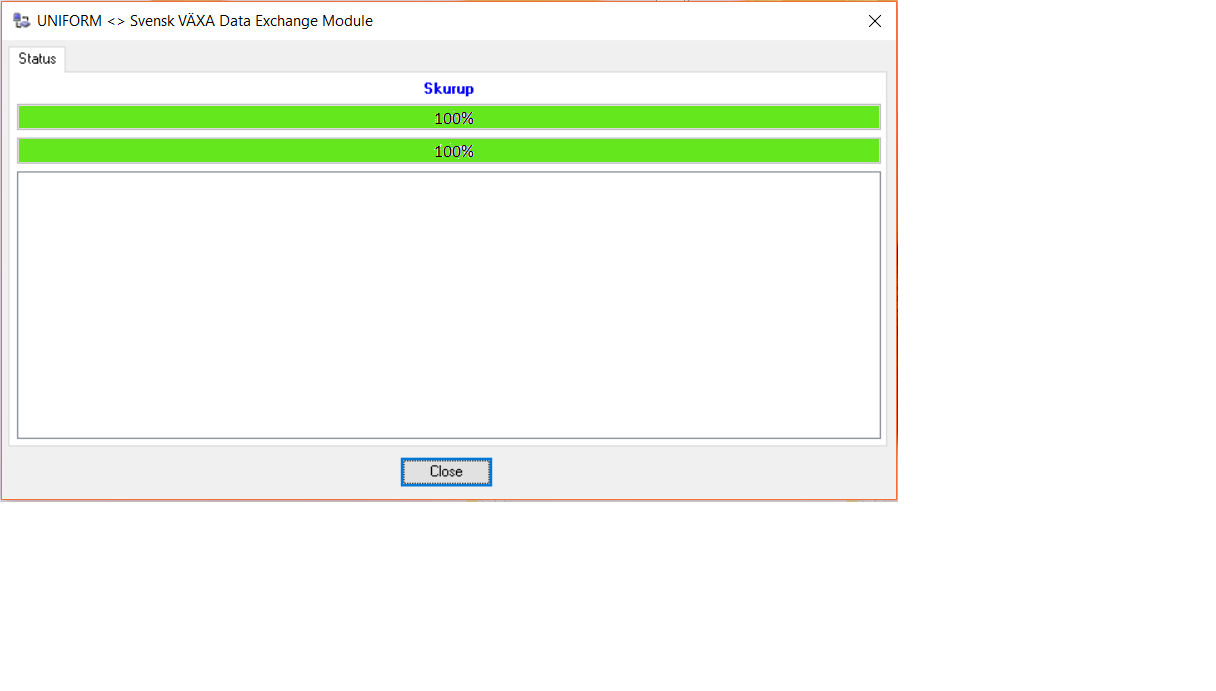 UNIFORM <> Svensk VÄXA Data Exchange Module
Status
Skurup
100%
100%
Close